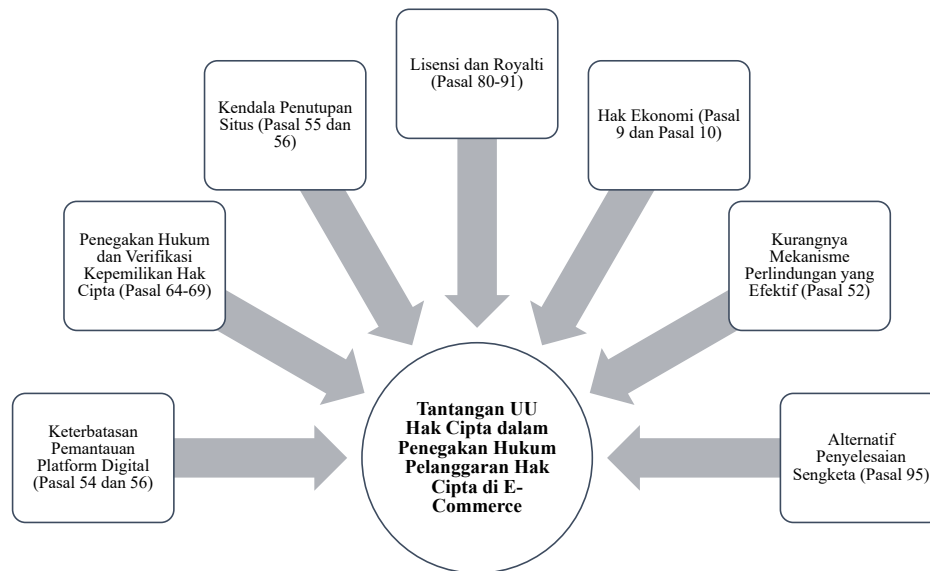 Keterbatasan
Pemantauan
Platform Digital
(Pasal 54 dan 56)
Penegakan Hukum
dan Verifikasi
Kepemilikan Hak
Cipta (Pasal 64-69)
Kendala Penutupan
Situs (Pasal 55 dan
56)
Lisensi dan Royalti
(Pasal 80-91)
Hak Ekonomi (Pasal
9 dan Pasal 10)
Kurangnya
Mekanisme
Perlindungan yang
Efektif (Pasal 52)
Alternatif
Penyelesaian
Sengketa (Pasal 95)
Tantangan UU
Hak Cipta dalam
Penegakan Hukum
Pelanggaran Hak
Cipta di E-
Commerce